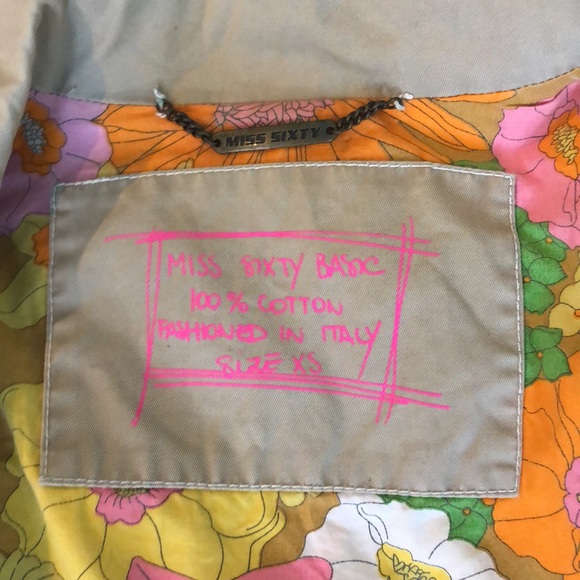 MISS SIXTY
MISS SIXTY BASIC
100% COTTON
FASHIONED IN ITALY
SIZE XS